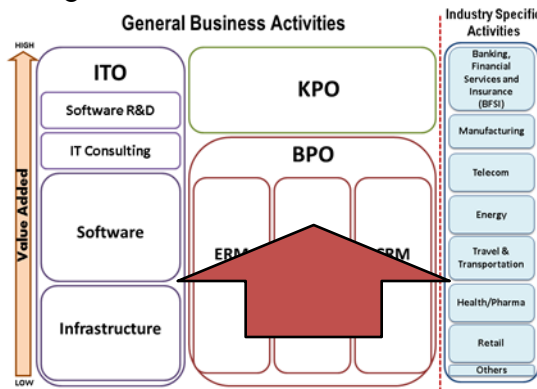 General Business Activities
Industry Specific
Activities
HIGH
Value Added
LOW
ITO
Software R&D
IT Consulting
Software
Infrastructure
KPO
BPO
ERM
Banking,
Financial
Services and
Insurance
(BFSI)
Manufacturing
Telecom
Energy
Travel &
Transportation
Health/Pharma
Retail
Others